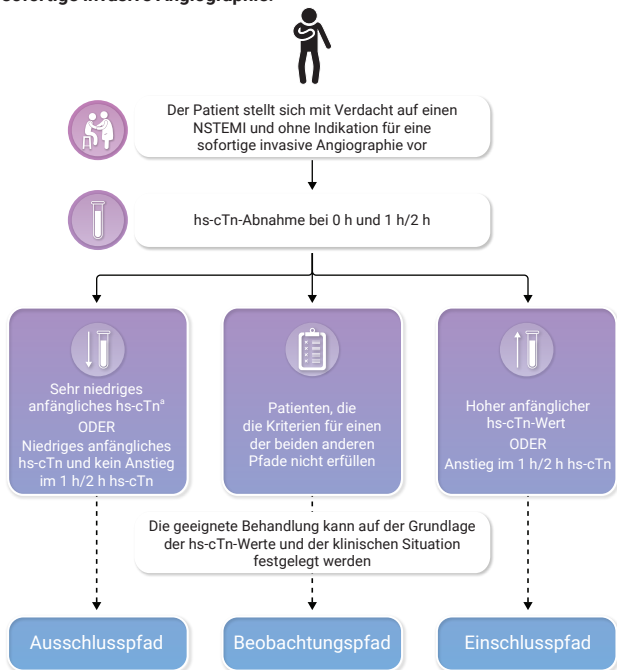 sofortige invasive Angiographie.
Der Patient stellt sich mit Verdacht auf einen
NSTEMI und ohne Indikation für eine
sofortige invasive Angiographie vor
hs-cTn-Abnahme bei 0 h und 1 h/2 h
Sehr niedriges
anfängliches hs-cTnᵃ
ODER
Niedriges anfängliches
hs-cTn und kein Anstieg
im 1 h/2 h hs-cTn
Patienten, die
die Kriterien für einen
der beiden anderen
Pfade nicht erfüllen
Hoher anfänglicher
hs-cTn-Wert
ODER
Anstieg im 1 h/2 h hs-cTn
Die geeignete Behandlung kann auf der Grundlage
der hs-cTn-Werte und der klinischen Situation
festgelegt werden
Ausschlusspfad
Beobachtungspfad
Einschlusspfad